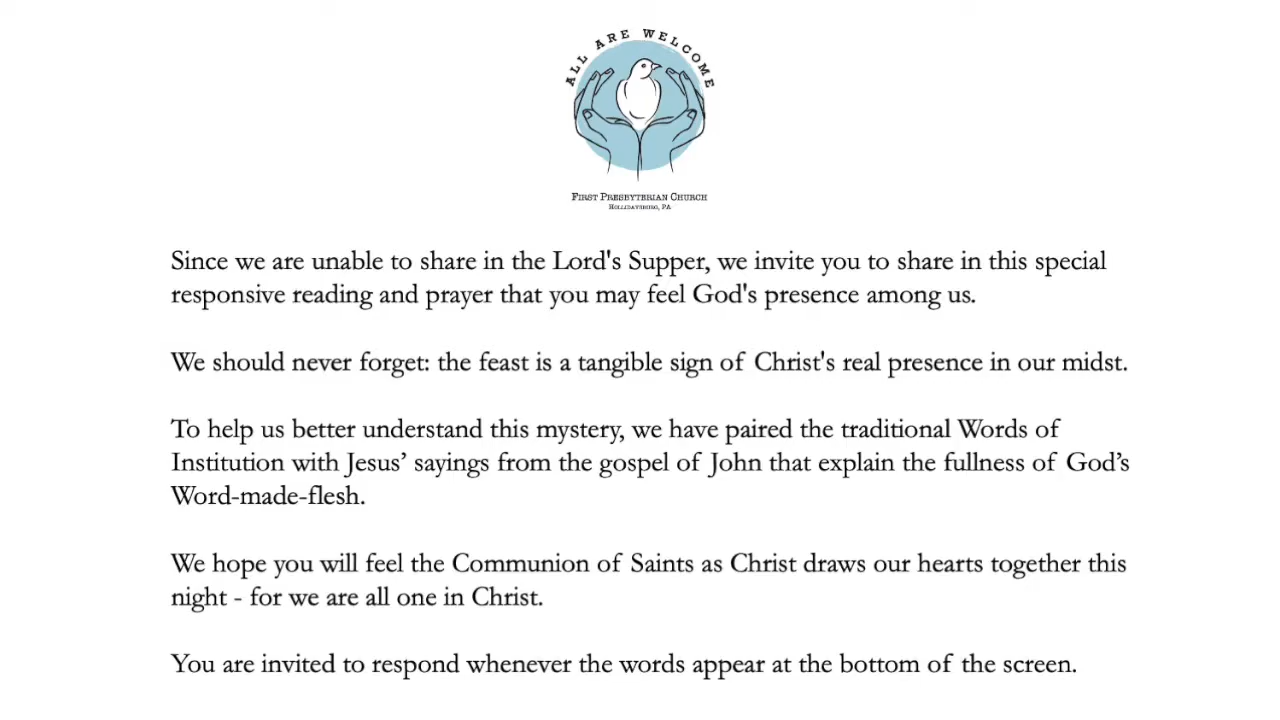 ALL ARE WELCOME
FIRST PRESBYTERIAN CHURCH
HOLLIDAYSBURG, PA
Since we are unable to share in the Lord's Supper, we invite you to share in this special
responsive reading and prayer that you may feel God's presence among us.
We should never forget: the feast is a tangible sign of Christ's real presence in our midst.
To help us better understand this mystery, we have paired the traditional Words of
Institution with Jesus’ sayings from the gospel of John that explain the fullness of God’s
Word-made-flesh.
We hope you will feel the Communion of Saints as Christ draws our hearts together this
night - for we are all one in Christ.
You are invited to respond whenever the words appear at the bottom of the screen.